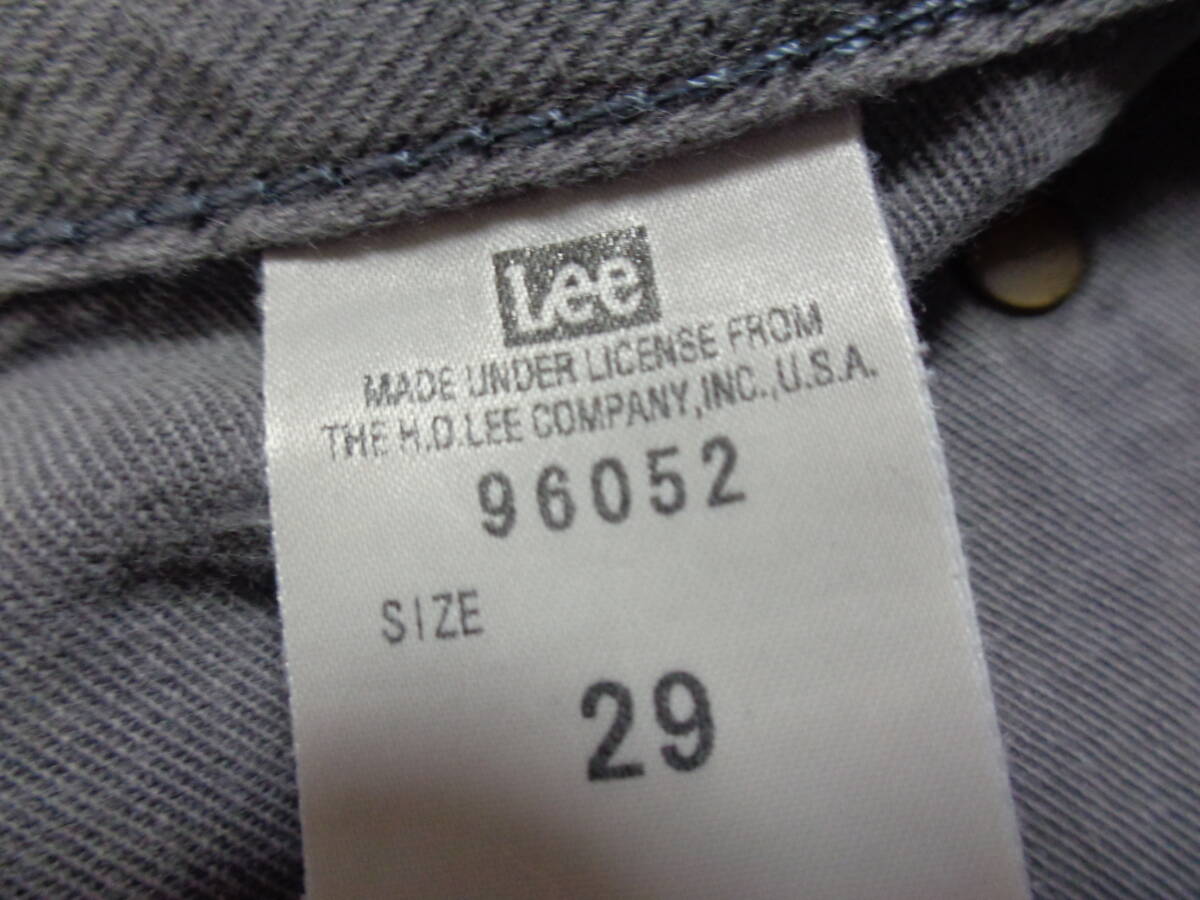 Lee
MADE UNDER LICENSE FROM
THE H.D.LEE COMPANY,INC.,U.S.A.
96052
SIZE
29